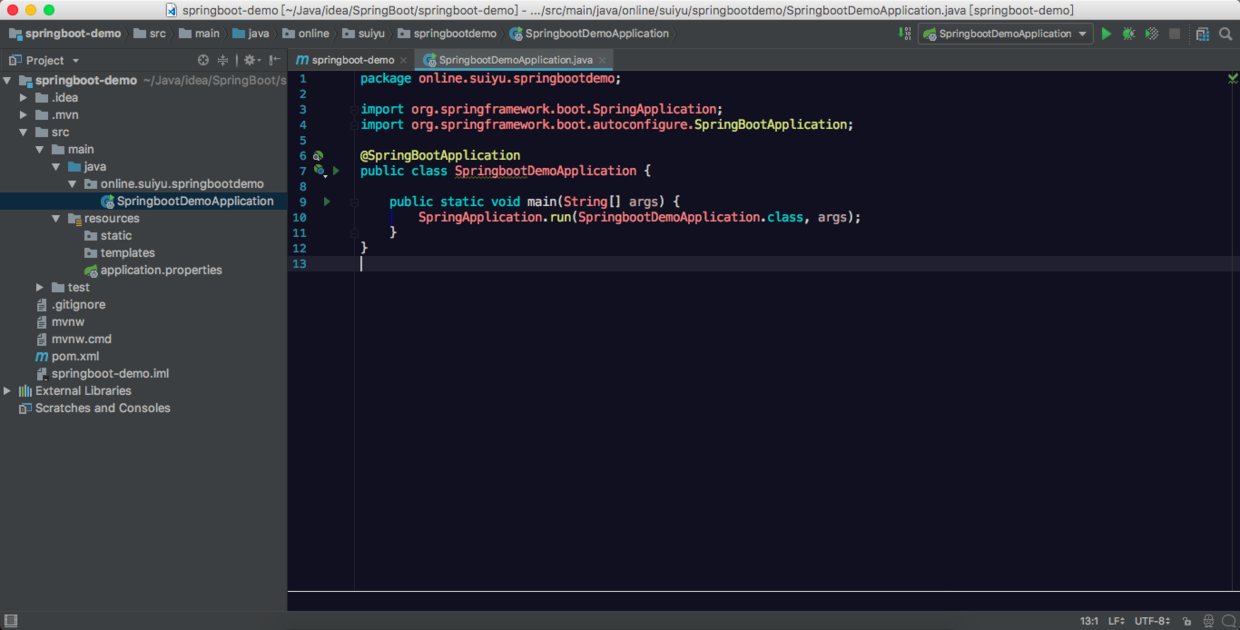 springboot-demo [~/Java/idea/SpringBoot/springboot-demo] - .../src/main/java/online/suiyu/springbootdemo/SpringbootDemoApplication.java [springboot-demo]
springboot-demo src main java online suiyu springbootdemo SpringbootDemoApplication
SpringbootDemoApplication
Project
springboot-demo ~/Java/idea/SpringBoot/s
.idea
.mvn
src
main
java
online.suiyu.springbootdemo
SpringbootDemoApplication
resources
static
templates
application.properties
test
.gitignore
mvnw
mvnw.cmd
pom.xml
springboot-demo.iml
External Libraries
Scratches and Consoles
springboot-demo SpringbootDemoApplication.java
1 package online.suiyu.springbootdemo;
2
3 import org.springframework.boot.SpringApplication;
4 import org.springframework.boot.autoconfigure.SpringBootApplication;
5
6 @SpringBootApplication
7 public class SpringbootDemoApplication {
8
9 public static void main(String[] args) {
10 SpringApplication.run(SpringbootDemoApplication.class, args);
11 }
12 }
13
13:1 LF UTF-8